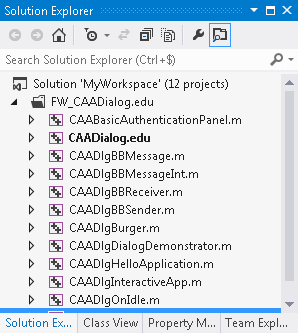 Solution Explorer
Search Solution Explorer (Ctrl+$)
Solution 'MyWorkspace' (12 projects)
FW_CAADialog.edu
CAABasicAuthenticationPanel.m
CAADialog.edu
CAADlgBBMessage.m
CAADlgBBMessageInt.m
CAADlgBBReceiver.m
CAADlgBBSender.m
CAADlgBurger.m
CAADlgDialogDemonstrator.m
CAADlgHelloApplication.m
CAADlgInteractiveApp.m
CAADlgOnIdle.m
Solution Ex... Class View Property M... Team Expl...